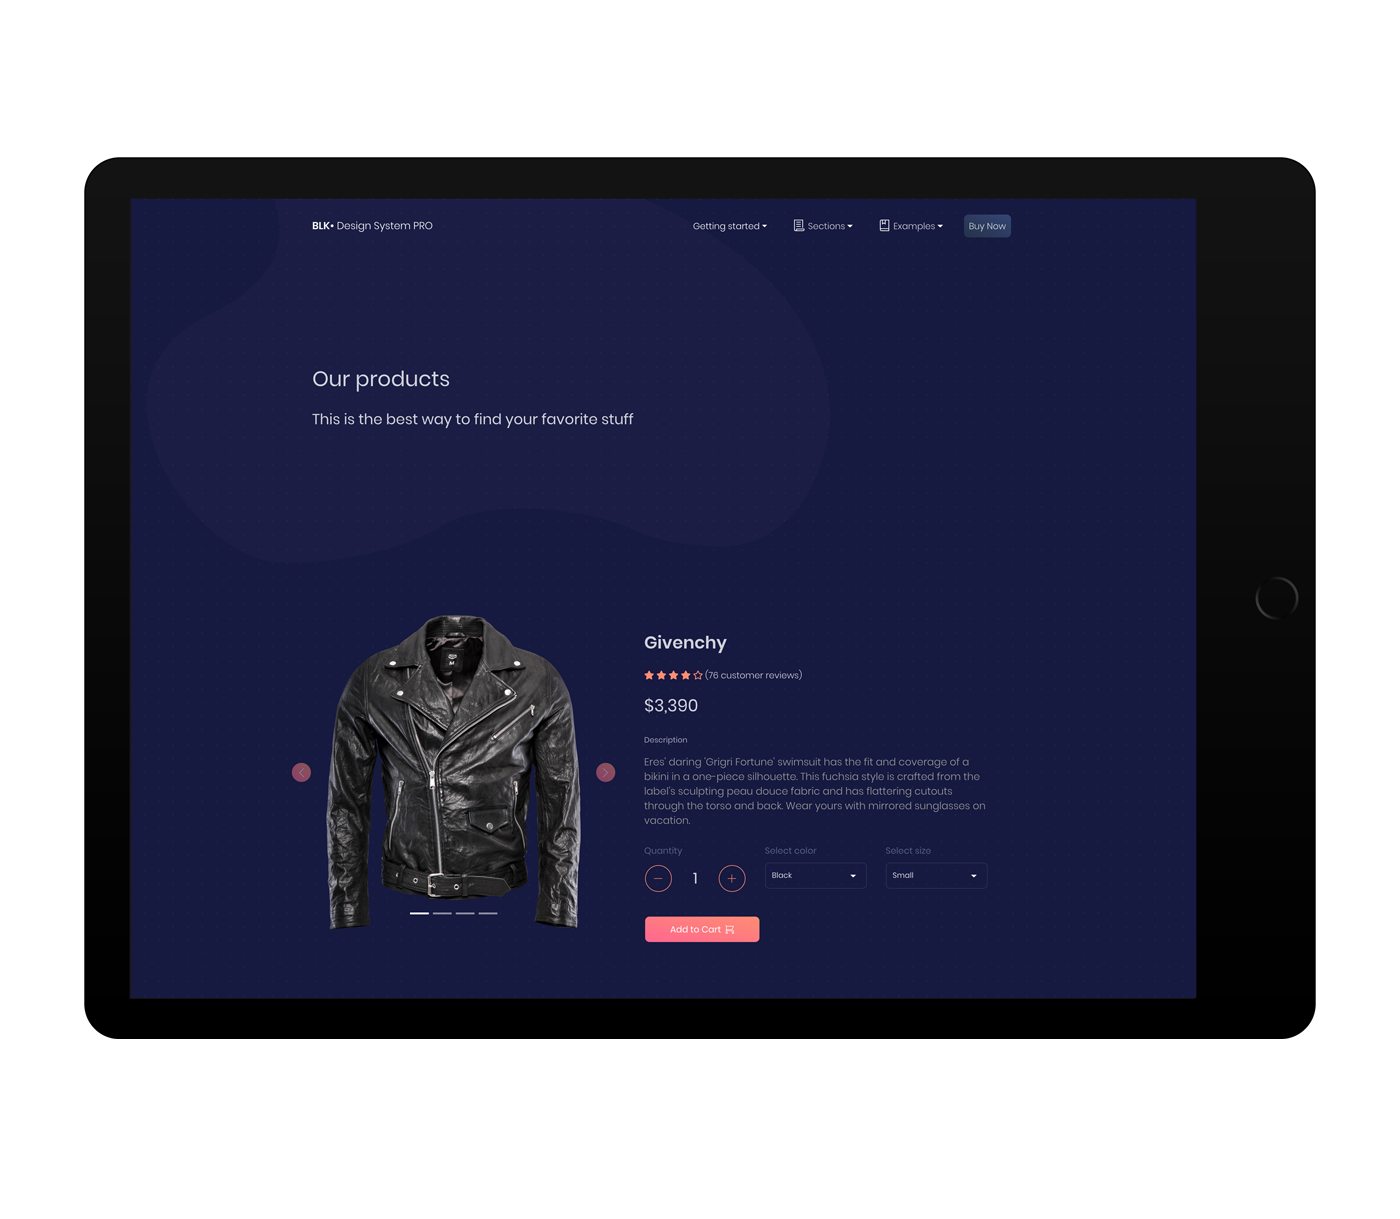 BLK• Design System PRO
Getting started
Sections
Examples
Buy Now
Our products
This is the best way to find your favorite stuff
M
Givenchy
(76 customer reviews)
$3,390
Description
Eres' daring 'Grigri Fortune' swimsuit has the fit and coverage of a
bikini in a one-piece silhouette. This fuchsia style is crafted from the
label's sculpting peau douce fabric and has flattering cutouts
through the torso and back. Wear yours with mirrored sunglasses on
vacation.
Quantity
Select color
Select size
1
Black
Small
Add to Cart